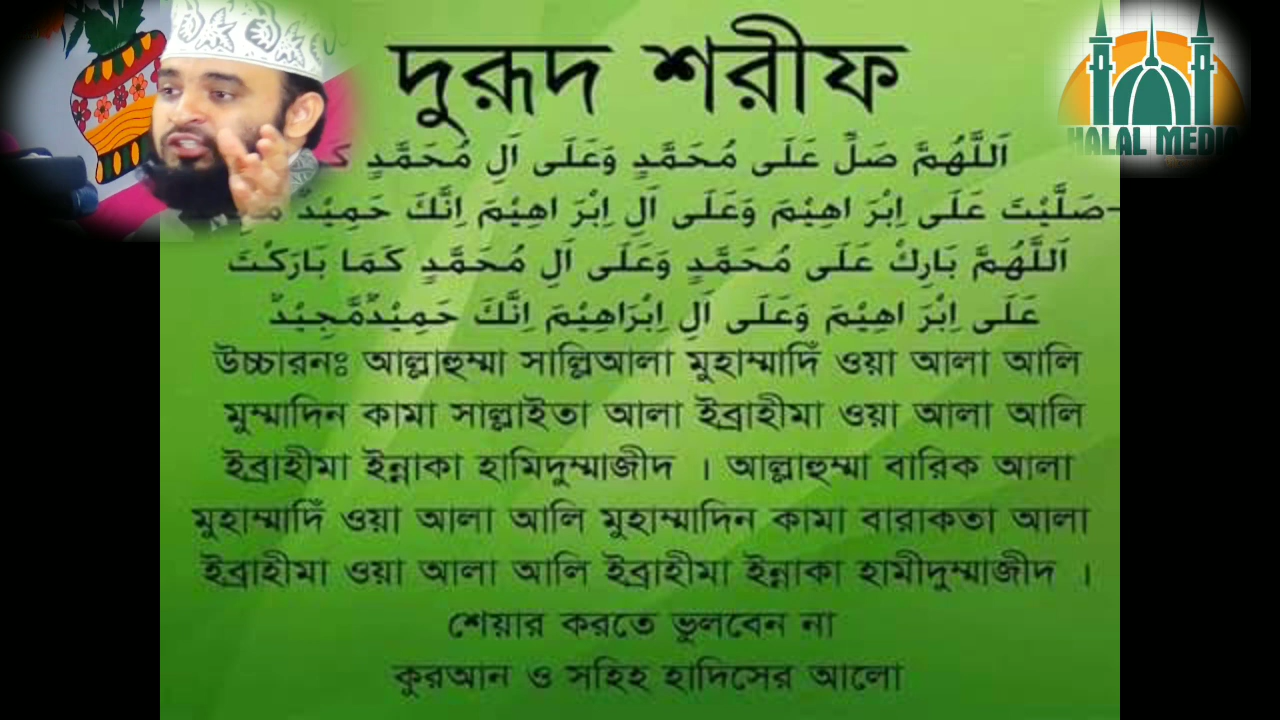 দুরূদ শরীফ
HALAL MEDIA
اَللَّهُمَّ صَلِّ عَلَى مُحَمَّدٍ وَعَلَى اَلِ مُحَمَّدٍ
صَلَّيْتَ عَلَى اِبْرَ اهِيْمَ وَعَلَى اَلِ اِبْرَ اهِيْمَ اِنَّكَ حَمِيْد
اَللَّهُمَّ بَارِكْ عَلَى مُحَمَّدٍ وَعَلَى اَلِ مُحَمَّدٍ كَمَا بَارَكْتَ
عَلَى اِبْرَ اهِيْمَ وَعَلَى اَلِ اِبْرَاهِيْمَ اِنَّكَ حَمِيْدٌمَّجِيْدٌ
উচ্চারনঃ আল্লাহুম্মা সাল্লিআলা মুহাম্মাদিঁ ওয়া আলা আলি
মুম্মাদিন কামা সাল্লাইতা আলা ইব্রাহীমা ওয়া আলা আলি
ইব্রাহীমা ইন্নাকা হামিদুম্মাজীদ । আল্লাহুম্মা বারিক আলা
মুহাম্মাদিঁ ওয়া আলা আলি মুহাম্মাদিন কামা বারাকতা আলা
ইব্রাহীমা ওয়া আলা আলি ইব্রাহীমা ইন্নাকা হামীদুম্মাজীদ ।
শেয়ার করতে ভুলবেন না
কুরআন ও সহিহ হাদিসের আলো